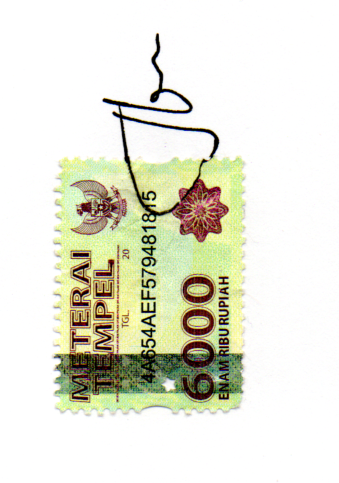 METERAI
TEMPEL
TGL. 20
4A654AEF579481815
6000
ENAM RIBU RUPIAH